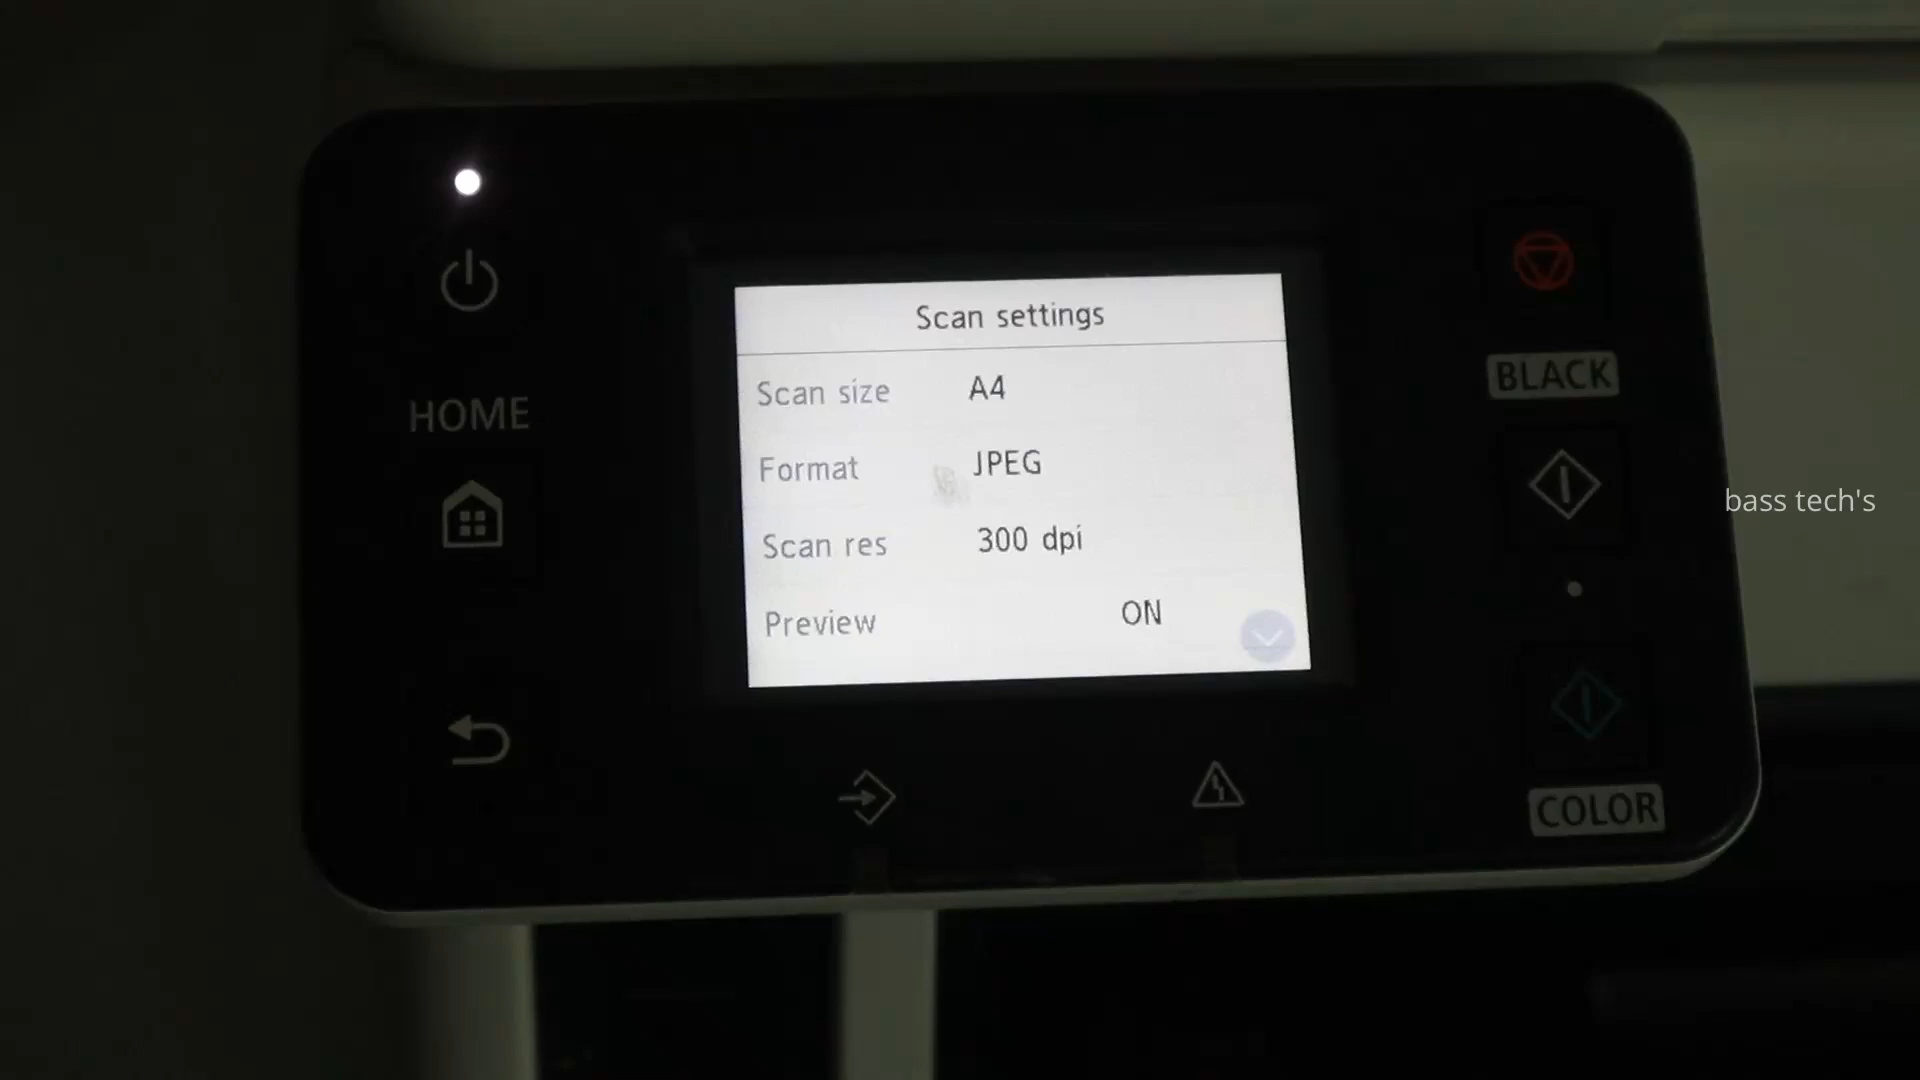 Scan settings
Scan size A4
Format JPEG
Scan res 300 dpi
Preview ON
HOME
BLACK
COLOR
bass tech's